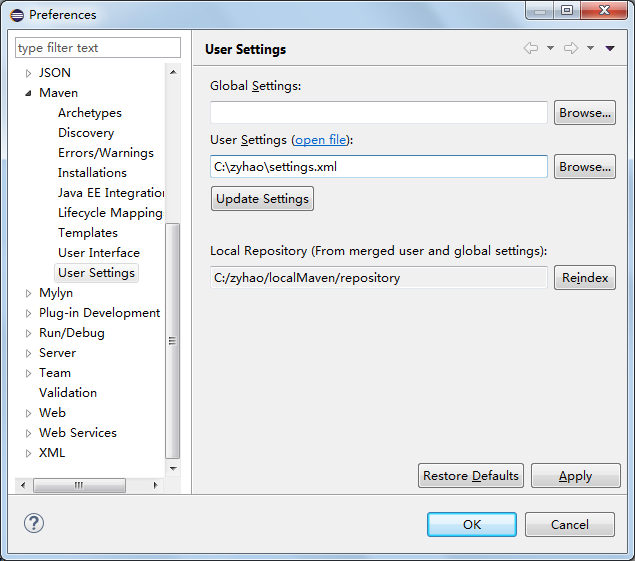 Preferences
type filter text
JSON
Maven
Archetypes
Discovery
Errors/Warnings
Installations
Java EE Integration
Lifecycle Mapping
Templates
User Interface
User Settings
Mylyn
Plug-in Development
Run/Debug
Server
Team
Validation
Web
Web Services
XML
User Settings
Global Settings:
Browse...
User Settings (open file):
C:\zyhao\settings.xml
Browse...
Update Settings
Local Repository (From merged user and global settings):
C:/zyhao/localMaven/repository
Reindex
Restore Defaults
Apply
?
OK
Cancel